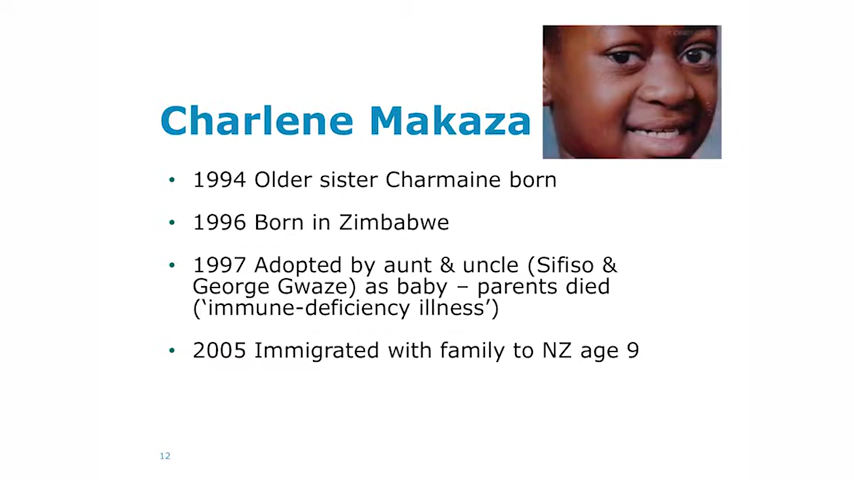 Charlene Makaza
• 1994 Older sister Charmaine born
• 1996 Born in Zimbabwe
• 1997 Adopted by aunt & uncle (Sifiso &
George Gwaze) as baby – parents died
(‘immune-deficiency illness’)
• 2005 Immigrated with family to NZ age 9
12